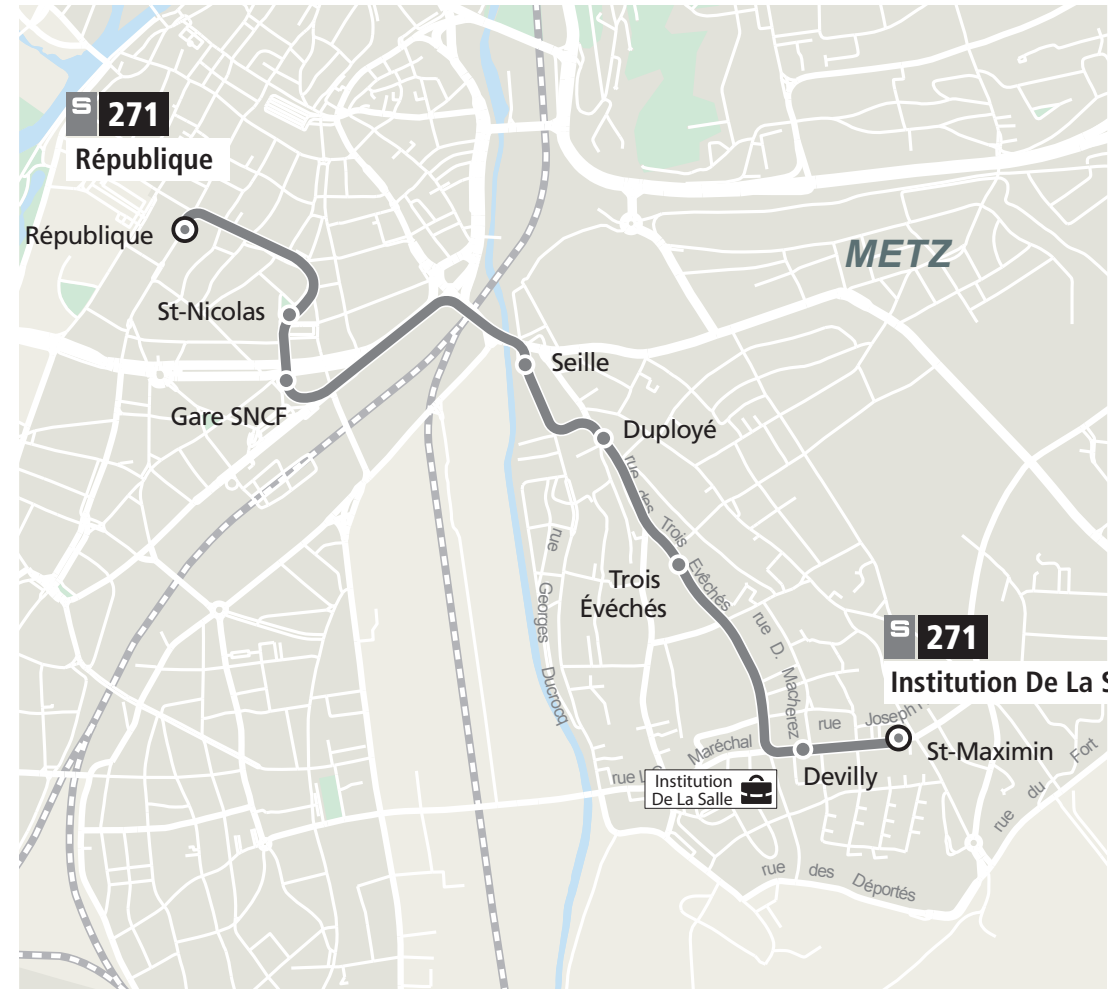 S 271
République
République
St-Nicolas
Gare SNCF
METZ
Seille
Duployé
rue des Trois Evêchés
Trois
Évéchés
rue Georges Ducrocq
rue D. Macherez
S 271
Institution De La S
rue Joseph
St-Maximin
Devilly
Maréchal
rue
Institution
De La Salle
rue du Fort
rue des Déportés